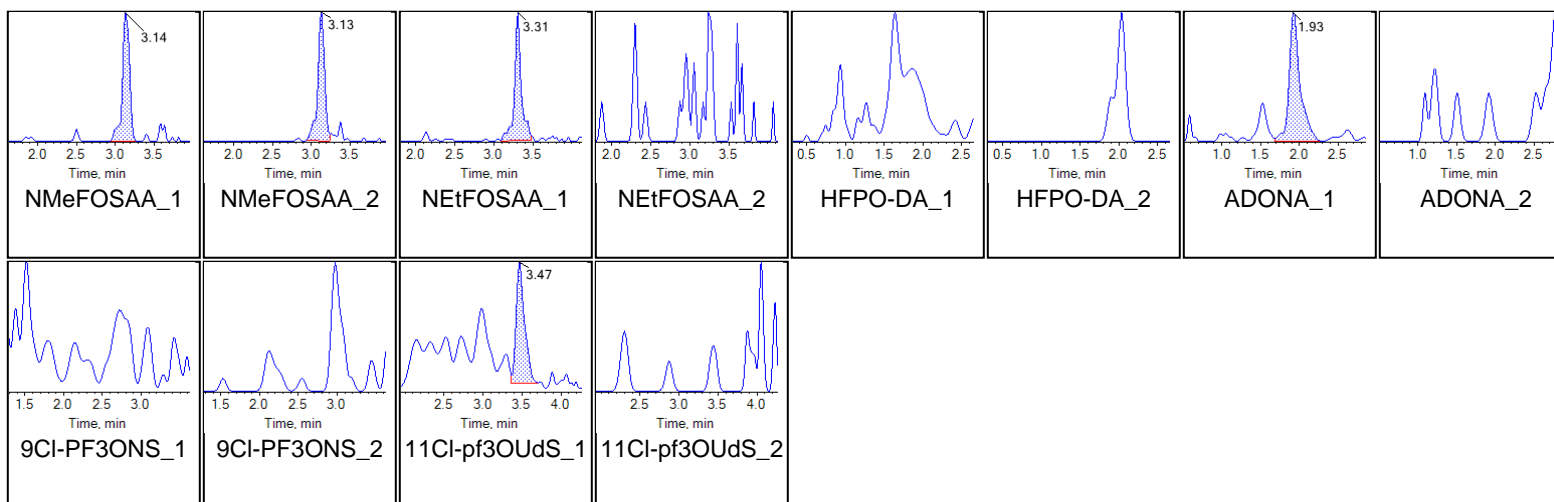 3.14
3.13
3.31
1.93
2.0 2.5 3.0 3.5
2.0 2.5 3.0 3.5
2.0 2.5 3.0 3.5
2.0 2.5 3.0 3.5
0.5 1.0 1.5 2.0 2.5
0.5 1.0 1.5 2.0 2.5
1.0 1.5 2.0 2.5
1.0 1.5 2.0 2.5
Time, min
Time, min
Time, min
Time, min
Time, min
Time, min
Time, min
Time, min
NMeFOSAA_1
NMeFOSAA_2
NEtFOSAA_1
NEtFOSAA_2
HFPO-DA_1
HFPO-DA_2
ADONA_1
ADONA_2
3.47
1.5 2.0 2.5 3.0
1.5 2.0 2.5 3.0
2.5 3.0 3.5 4.0
2.5 3.0 3.5 4.0
Time, min
Time, min
Time, min
Time, min
9Cl-PF3ONS_1
9Cl-PF3ONS_2
11Cl-pf3OUdS_1
11Cl-pf3OUdS_2